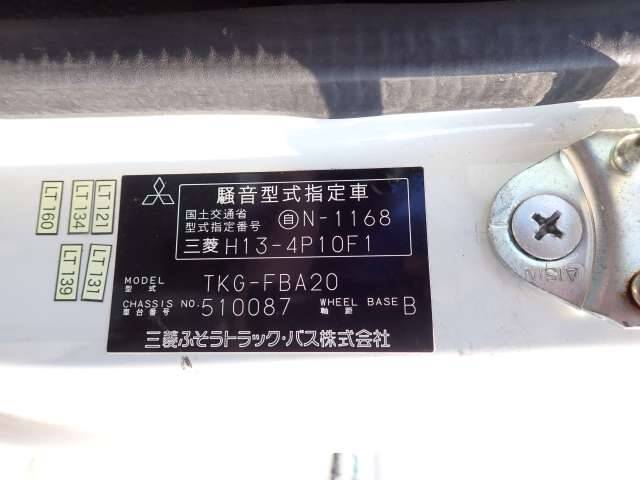 騒音型式指定車
国土交通省
型式指定番号 自N-1168
三菱 H13-4P10F1
MODEL
型式 TKG-FBA20
CHASSIS NO.
車台番号 510087 WHEEL BASE
軸距 B
三菱ふそうトラック・バス株式会社
LT 160
LT 134
LT 121
LT 139
LT 131
AISIN